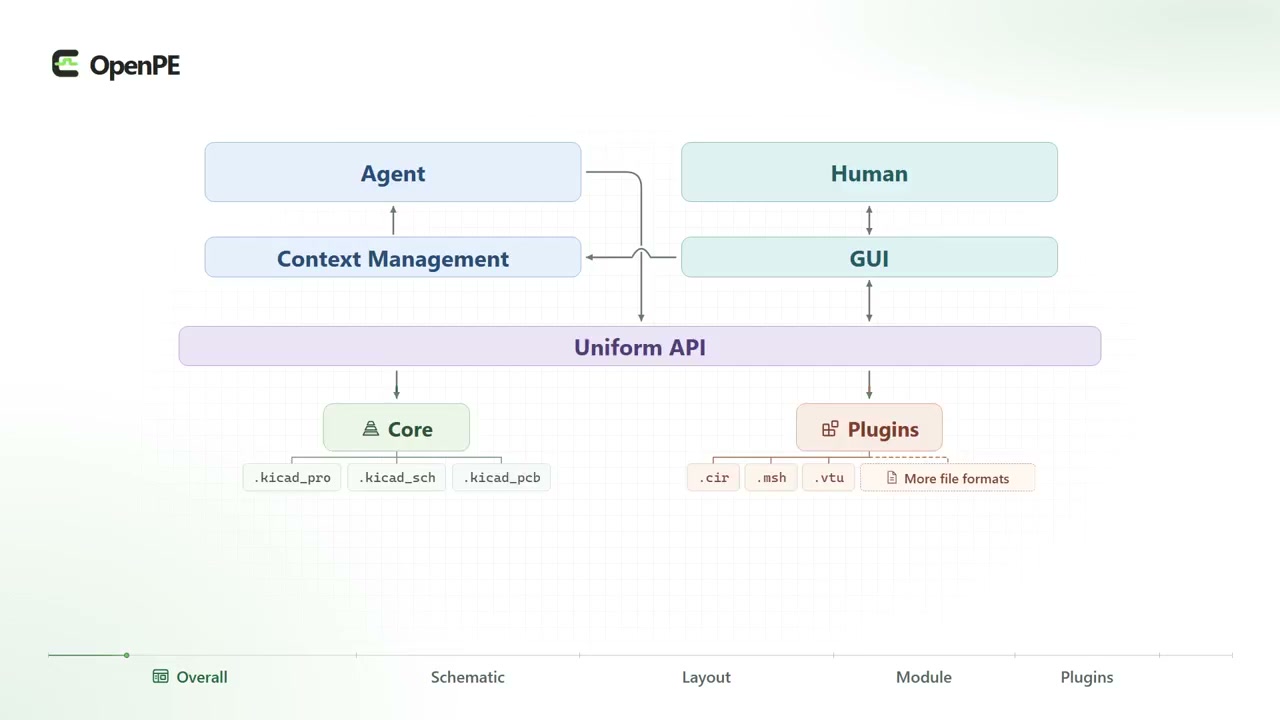 OpenPE
Agent
Human
Context Management
GUI
Uniform API
Core
Plugins
.kicad_pro
.kicad_sch
.kicad_pcb
.cir
.msh
.vtu
More file formats
Overall
Schematic
Layout
Module
Plugins